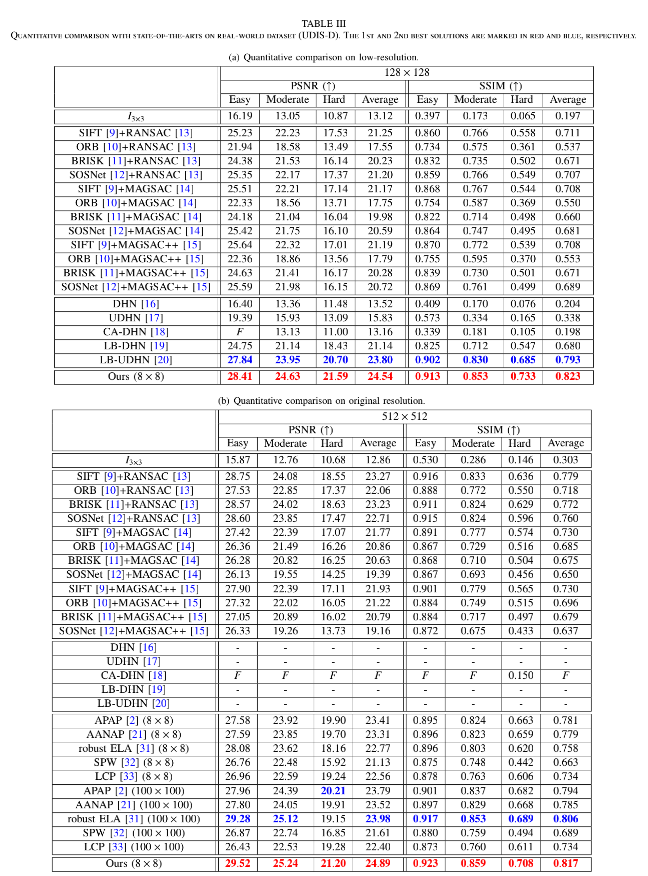 TABLE III
QUANTITATIVE COMPARISON WITH STATE-OF-THE-ARTS ON REAL-WORLD DATASET (UDIS-D). THE 1ST AND 2ND BEST SOLUTIONS ARE MARKED IN RED AND BLUE, RESPECTIVELY.
(a) Quantitative comparison on low-resolution.
128 × 128
PSNR (↑) SSIM (↑)
Easy Moderate Hard Average Easy Moderate Hard Average
I3×3 16.19 13.05 10.87 13.12 0.397 0.173 0.065 0.197
SIFT [9]+RANSAC [13] 25.23 22.23 17.53 21.25 0.860 0.766 0.558 0.711
ORB [10]+RANSAC [13] 21.94 18.58 13.49 17.55 0.734 0.575 0.361 0.537
BRISK [11]+RANSAC [13] 24.38 21.53 16.14 20.23 0.832 0.735 0.502 0.671
SOSNet [12]+RANSAC [13] 25.35 22.17 17.37 21.20 0.859 0.766 0.549 0.707
SIFT [9]+MAGSAC [14] 25.51 22.21 17.14 21.17 0.868 0.767 0.544 0.708
ORB [10]+MAGSAC [14] 22.33 18.56 13.71 17.75 0.754 0.587 0.369 0.550
BRISK [11]+MAGSAC [14] 24.18 21.04 16.04 19.98 0.822 0.714 0.498 0.660
SOSNet [12]+MAGSAC [14] 25.42 21.75 16.10 20.59 0.864 0.747 0.495 0.681
SIFT [9]+MAGSAC++ [15] 25.64 22.32 17.01 21.19 0.870 0.772 0.539 0.708
ORB [10]+MAGSAC++ [15] 22.36 18.86 13.56 17.79 0.755 0.595 0.370 0.553
BRISK [11]+MAGSAC++ [15] 24.63 21.41 16.17 20.28 0.839 0.730 0.501 0.671
SOSNet [12]+MAGSAC++ [15] 25.59 21.98 16.15 20.72 0.869 0.761 0.499 0.689
DHN [16] 16.40 13.36 11.48 13.52 0.409 0.170 0.076 0.204
UDHN [17] 19.39 15.93 13.09 15.83 0.573 0.334 0.165 0.338
CA-DHN [18] F 13.13 11.00 13.16 0.339 0.181 0.105 0.198
LB-DHN [19] 24.75 21.14 18.43 21.14 0.825 0.712 0.547 0.680
LB-UDHN [20] 27.84 23.95 20.70 23.80 0.902 0.830 0.685 0.793
Ours (8 × 8) 28.41 24.63 21.59 24.54 0.913 0.853 0.733 0.823
(b) Quantitative comparison on original resolution.
512 × 512
PSNR (↑) SSIM (↑)
Easy Moderate Hard Average Easy Moderate Hard Average
I3×3 15.87 12.76 10.68 12.86 0.530 0.286 0.146 0.303
SIFT [9]+RANSAC [13] 28.75 24.08 18.55 23.27 0.916 0.833 0.636 0.779
ORB [10]+RANSAC [13] 27.53 22.85 17.37 22.06 0.888 0.772 0.550 0.718
BRISK [11]+RANSAC [13] 28.57 24.02 18.63 23.23 0.911 0.824 0.629 0.772
SOSNet [12]+RANSAC [13] 28.60 23.85 17.47 22.71 0.915 0.824 0.596 0.760
SIFT [9]+MAGSAC [14] 27.42 22.39 17.07 21.77 0.891 0.777 0.574 0.730
ORB [10]+MAGSAC [14] 26.36 21.49 16.26 20.86 0.867 0.729 0.516 0.685
BRISK [11]+MAGSAC [14] 26.28 20.82 16.25 20.63 0.868 0.710 0.504 0.675
SOSNet [12]+MAGSAC [14] 26.13 19.55 14.25 19.39 0.867 0.693 0.456 0.650
SIFT [9]+MAGSAC++ [15] 27.90 22.39 17.11 21.93 0.901 0.779 0.565 0.730
ORB [10]+MAGSAC++ [15] 27.32 22.02 16.05 21.22 0.884 0.749 0.515 0.696
BRISK [11]+MAGSAC++ [15] 27.05 20.89 16.02 20.79 0.884 0.717 0.497 0.679
SOSNet [12]+MAGSAC++ [15] 26.33 19.26 13.73 19.16 0.872 0.675 0.433 0.637
DHN [16] - - - - - - - -
UDHN [17] - - - - - - - -
CA-DHN [18] F F F F F F 0.150 F
LB-DHN [19] - - - - - - - -
LB-UDHN [20] - - - - - - - -
APAP [2] (8 × 8) 27.58 23.92 19.90 23.41 0.895 0.824 0.663 0.781
AANAP [21] (8 × 8) 27.59 23.85 19.70 23.31 0.896 0.823 0.659 0.779
robust ELA [31] (8 × 8) 28.08 23.62 18.16 22.77 0.896 0.803 0.620 0.758
SPW [32] (8 × 8) 26.76 22.48 15.92 21.13 0.875 0.748 0.442 0.663
LCP [33] (8 × 8) 26.96 22.59 19.24 22.56 0.878 0.763 0.606 0.734
APAP [2] (100 × 100) 27.96 24.39 20.21 23.79 0.901 0.837 0.682 0.794
AANAP [21] (100 × 100) 27.80 24.05 19.91 23.52 0.897 0.829 0.668 0.785
robust ELA [31] (100 × 100) 29.28 25.12 19.15 23.98 0.917 0.853 0.689 0.806
SPW [32] (100 × 100) 26.87 22.74 16.85 21.61 0.880 0.759 0.494 0.689
LCP [33] (100 × 100) 26.43 22.53 19.28 22.40 0.873 0.760 0.611 0.734
Ours (8 × 8) 29.52 25.24 21.20 24.89 0.923 0.859 0.708 0.817